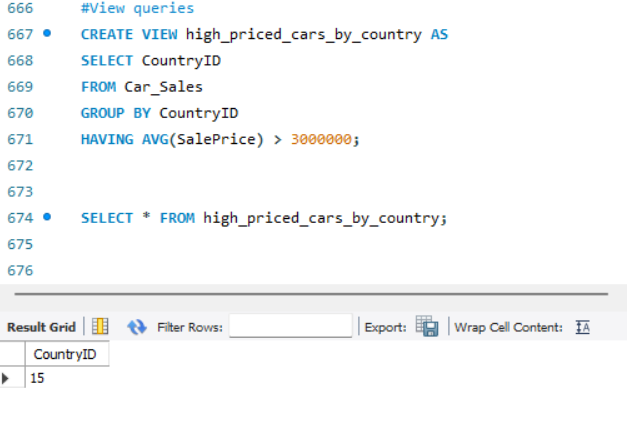 666 #View queries
667 CREATE VIEW high_priced_cars_by_country AS
668 SELECT CountryID
669 FROM Car_Sales
670 GROUP BY CountryID
671 HAVING AVG(SalePrice) > 3000000;
672
673
674 SELECT * FROM high_priced_cars_by_country;
675
676
Result Grid Filter Rows: Export: Wrap Cell Content: IA
CountryID
15